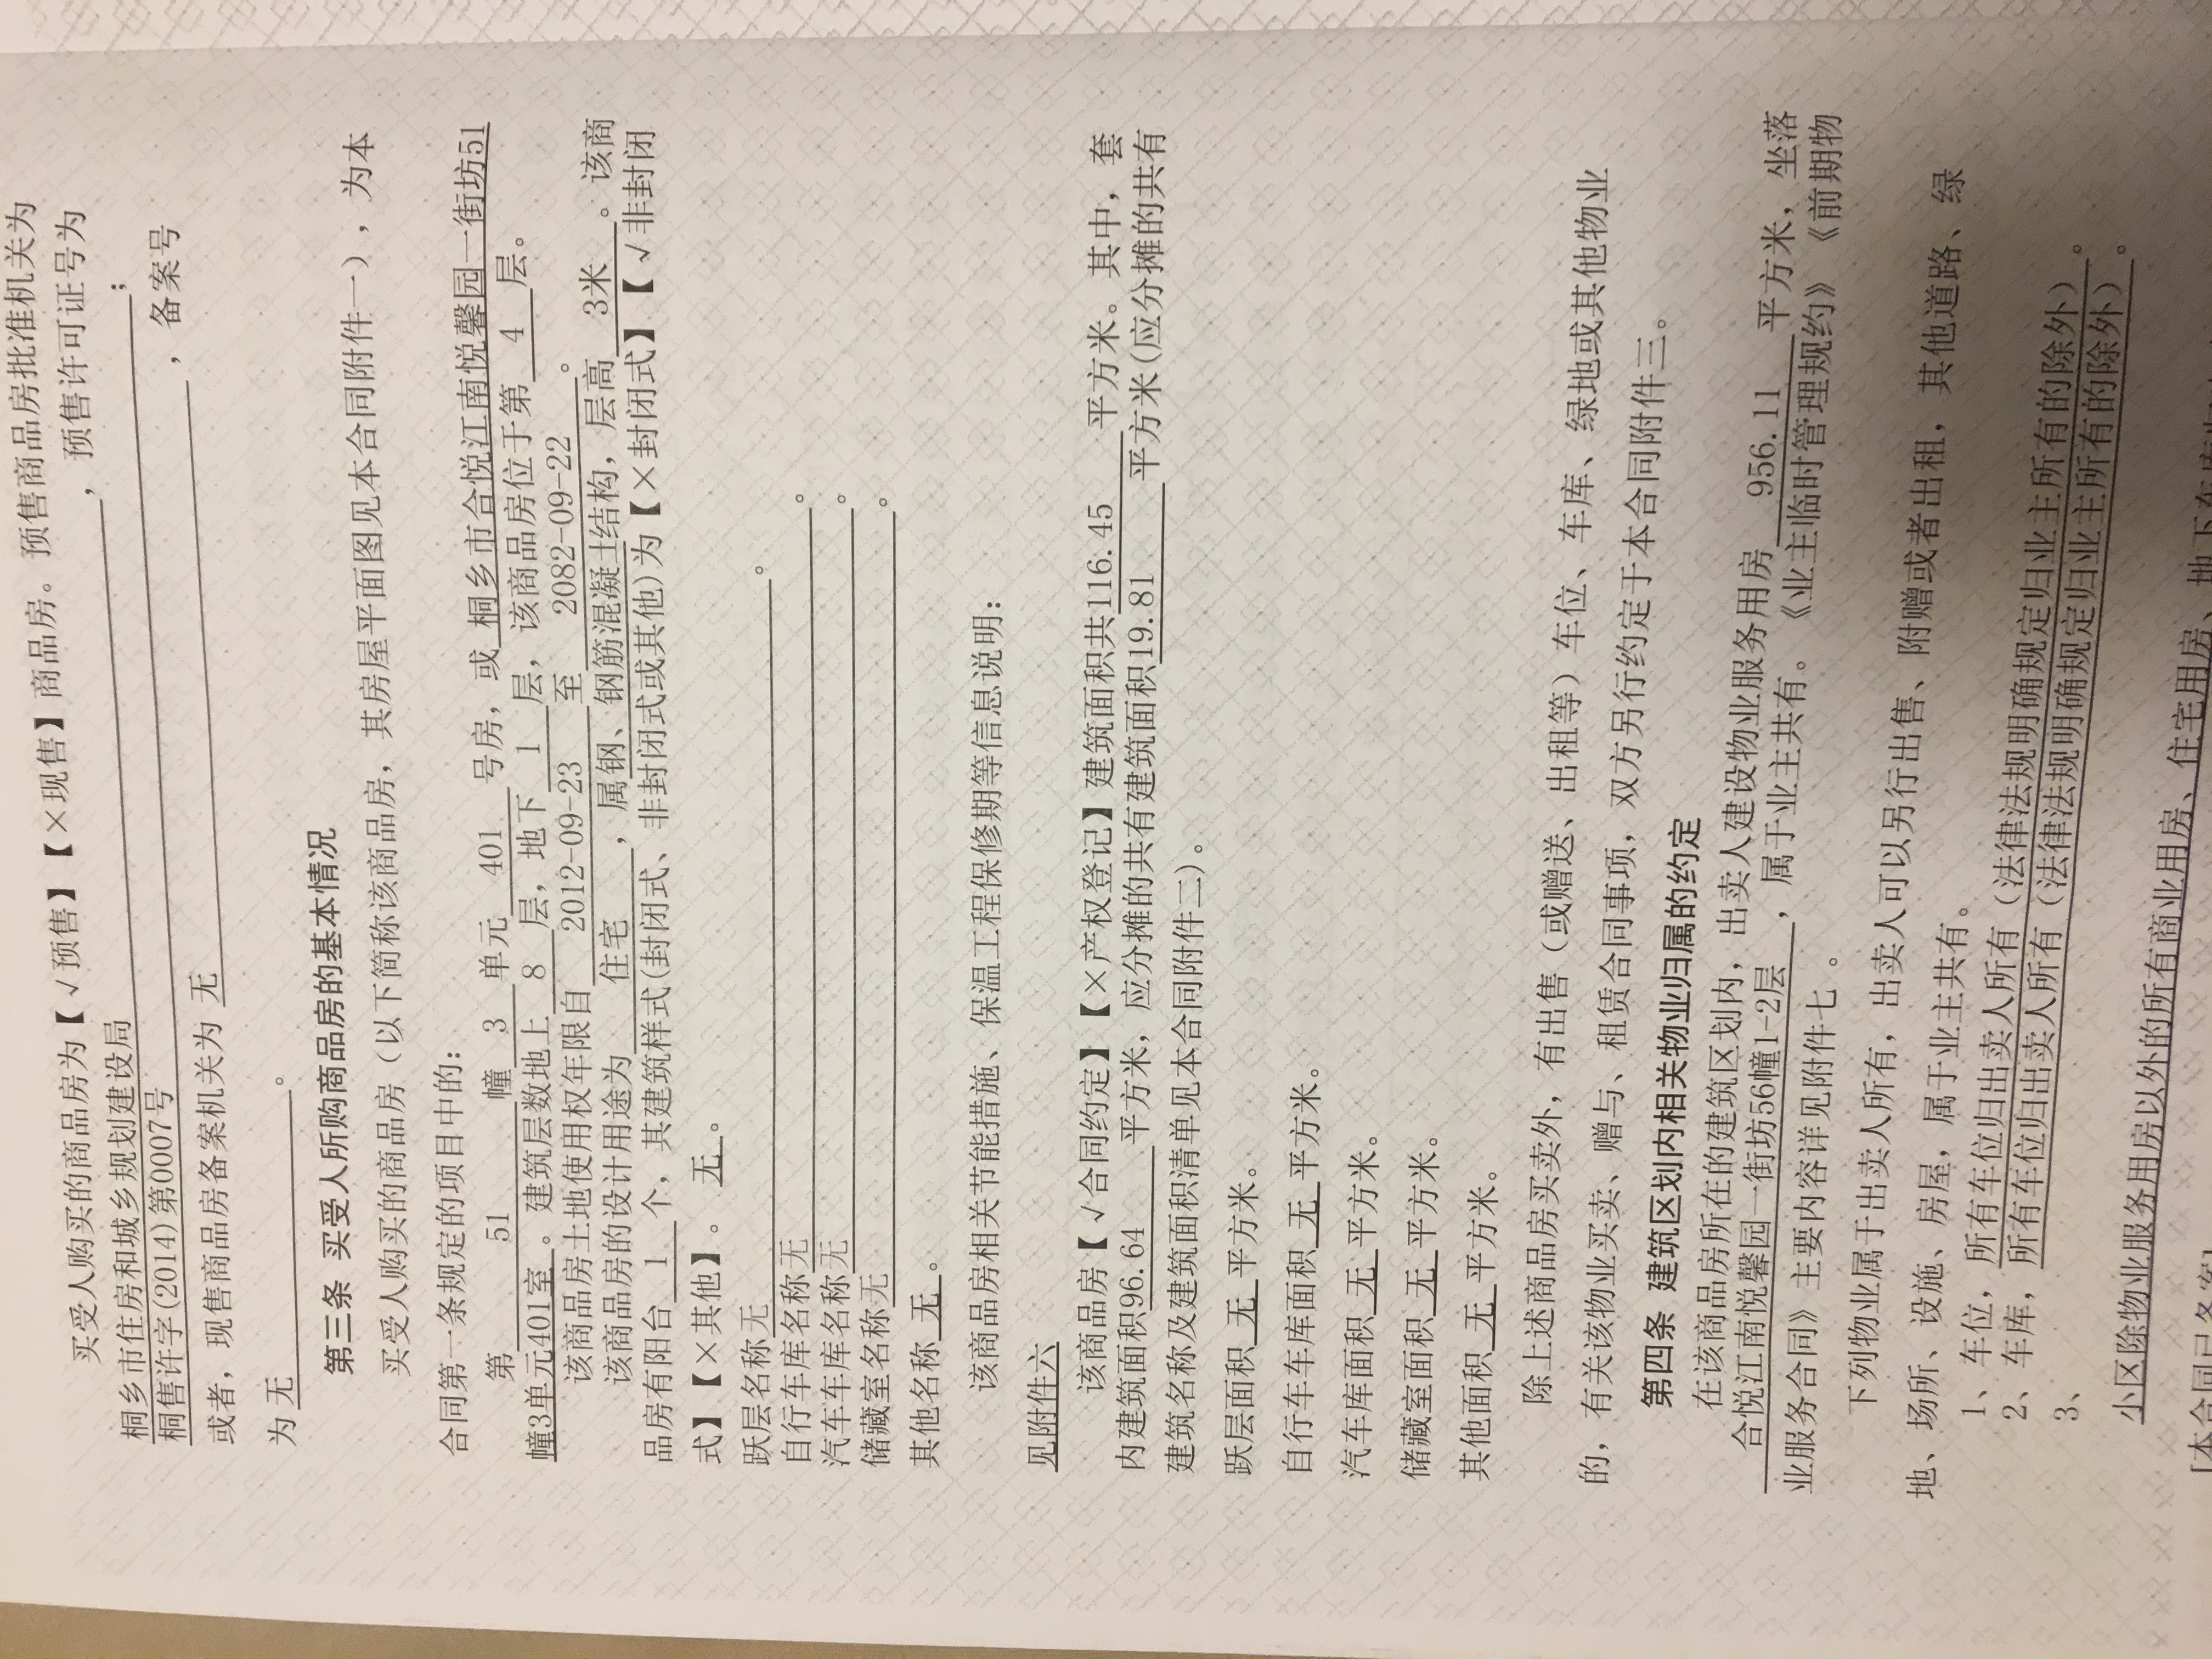 买受人购买的商品房为【√预售】【×现售】商品房。预售商品房批准机关为
桐乡市住房和城乡规划建设局，预售许可证号为
桐售许字(2014)第0007号；
或者，现售商品房备案机关为 无，备案号
为 无。
第三条 买受人所购商品房的基本情况
买受人购买的商品房（以下简称该商品房，其房屋平面图见本合同附件一），为本
合同第一条规定的项目中的：
第 51 幢 3 单元 401 号房，或 桐乡市合悦江南悦馨园一街坊51
幢3单元401室 。建筑层数地上 8 层，地下 1 层，该商品房位于第 4 层。
该商品房土地使用权年限自 2012-09-23 至 2082-09-22 。
该商品房的设计用途为 住宅 ，属钢、钢筋混凝土结构，层高 3米 。该商
品房有阳台 1 个，其建筑样式(封闭式、非封闭式或其他)为【×封闭式】【√非封闭
式】【×其他】。 无 。
跃层名称无。
自行车库名称无。
汽车车库名称无。
储藏室名称无。
其他名称 无 。
该商品房相关节能措施、保温工程保修期等信息说明：
见附件六
该商品房【√合同约定】【×产权登记】建筑面积共116.45 平方米。其中，套
内建筑面积96.64 平方米，应分摊的共有建筑面积19.81 平方米(应分摊的共有
建筑名称及建筑面积清单见本合同附件二)。
跃层面积 无 平方米。
自行车车库面积 无 平方米。
汽车库面积 无 平方米。
储藏室面积 无 平方米。
其他面积 无 平方米。
除上述商品房买卖外，有出售（或赠送、出租等）车位、车库、绿地或其他物业
的，有关该物业买卖、赠与、租赁合同事项，双方另行约定于本合同附件三。
第四条 建筑区划内相关物业归属的约定
在该商品房所在的建筑区划内，出卖人建设物业服务用房 956.11 平方米，坐落
合悦江南悦馨园一街坊56幢1-2层 ，属于业主共有。《业主临时管理规约》《前期物
业服务合同》主要内容详见附件七 。
下列物业属于出卖人所有，出卖人可以另行出售、附赠或者出租，其他道路、绿
地、场所、设施、房屋，属于业主共有。
1、车位，所有车位归出卖人所有（法律法规明确规定归业主所有的除外）。
2、车库，所有车位归出卖人所有（法律法规明确规定归业主所有的除外）。
3、
小区除物业服务用房以外的所有商业用房、住宅用房、地下车库
[本合同已备案]